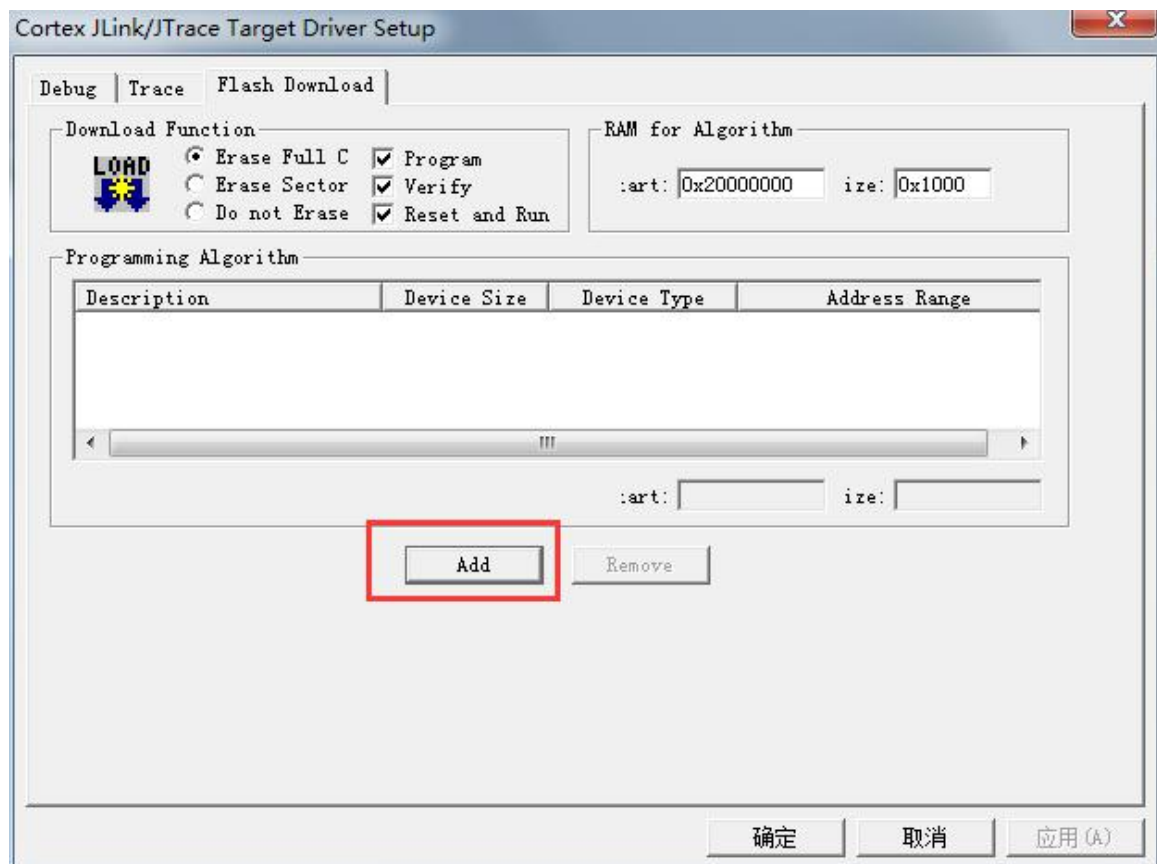 Cortex JLink/JTrace Target Driver Setup
Debug Trace Flash Download
Download Function
LOAD
Erase Full C
Erase Sector
Do not Erase
Program
Verify
Reset and Run
RAM for Algorithm
:art: 0x20000000 ize: 0x1000
Programming Algorithm
Description Device Size Device Type Address Range
:art: ize:
Add Remove
确定 取消 应用(A)